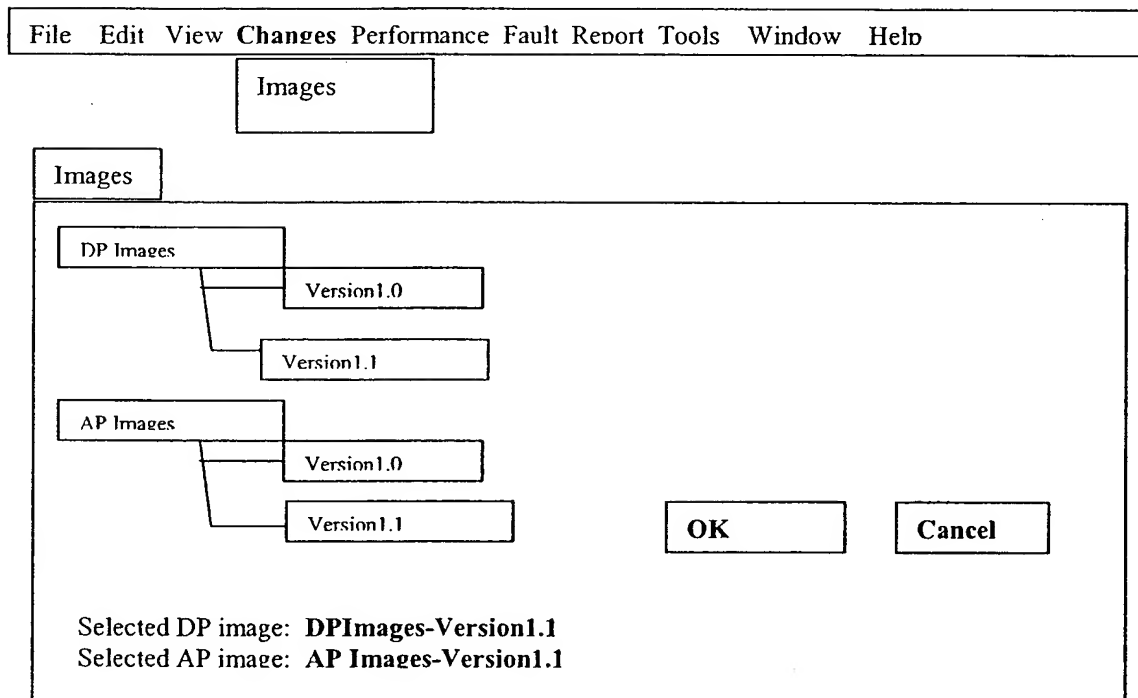 File Edit View Changes Performance Fault Report Tools Window Help
Images
Images
DP Images
Version1.0
Version1.1
AP Images
Version1.0
Version1.1
OK Cancel
Selected DP image: DPImages-Version1.1
Selected AP image: AP Images-Version1.1